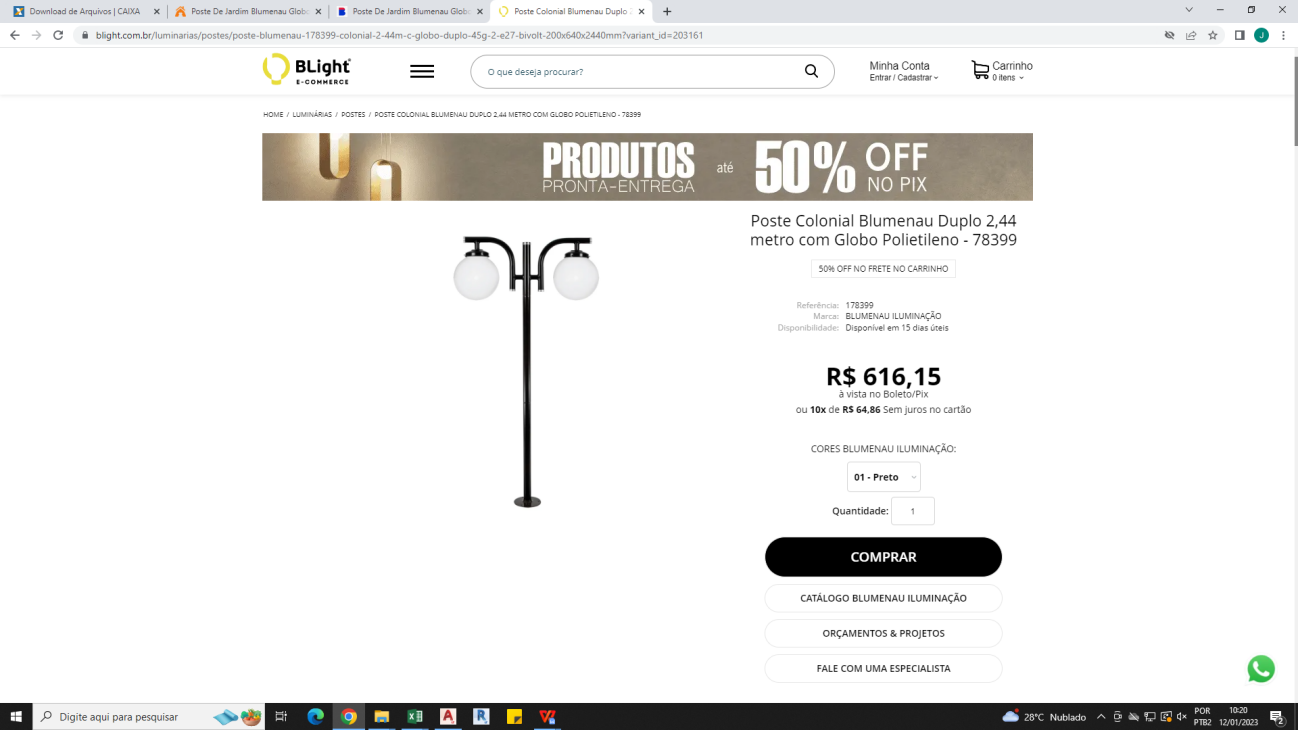 Download de Arquivos | CAIXA
Poste De Jardim Blumenau Globo
Poste De Jardim Blumenau Globo
Poste Colonial Blumenau Duplo 2
blight.com.br/luminarias/postes/poste-blumenau-178399-colonial-2-44m-c-globo-duplo-45g-2-e27-bivolt-200x640x2440mm?variant_id=203161
J
BLight
E-COMMERCE
O que deseja procurar?
Minha Conta
Entrar / Cadastrar
Carrinho
0 itens
HOME / LUMINÁRIAS / POSTES / POSTE COLONIAL BLUMENAU DUPLO 2,44 METRO COM GLOBO POLIETILENO - 78399
PRODUTOS
PRONTA-ENTREGA
até
50% OFF
NO PIX
Poste Colonial Blumenau Duplo 2,44
metro com Globo Polietileno - 78399
50% OFF NO FRETE NO CARRINHO
Referência: 178399
Marca: BLUMENAU ILUMINAÇÃO
Disponibilidade: Disponível em 15 dias úteis
R$ 616,15
à vista no Boleto/Pix
ou 10x de R$ 64,86 Sem juros no cartão
CORES BLUMENAU ILUMINAÇÃO:
01 - Preto
Quantidade: 1
COMPRAR
CATÁLOGO BLUMENAU ILUMINAÇÃO
ORÇAMENTOS & PROJETOS
FALE COM UMA ESPECIALISTA
Digite aqui para pesquisar
28°C Nublado
POR
PTB2
10:20
12/01/2023
2